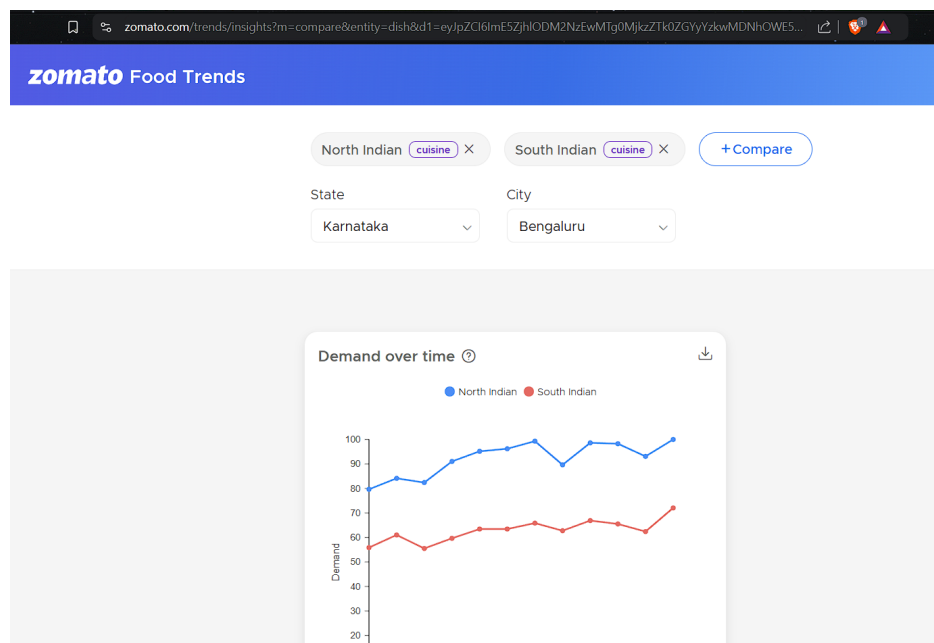 zomato.com/trends/insights?m=compare&entity=dish&d1=eyJpZCI6ImE5ZjhlODM2NzEwMTg0MjkzZTk0ZGYyYzkwMDNhOWE5...
zomato Food Trends
North Indian cuisine South Indian cuisine +Compare
State City
Karnataka Bengaluru
Demand over time
North Indian South Indian
100
90
80
70
60
50
40
30
20
Demand